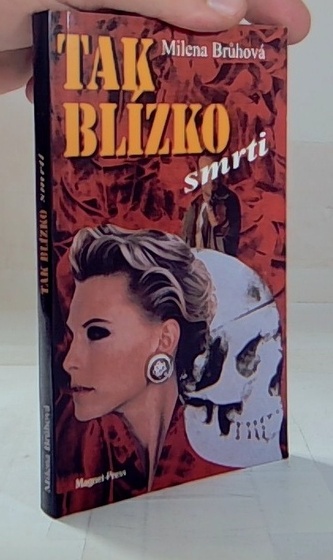 Milena Brůhová
TAK
BLÍZKO
smrti
Magnet-Press
TAK BLÍZKO smrti
Milena Brůhová